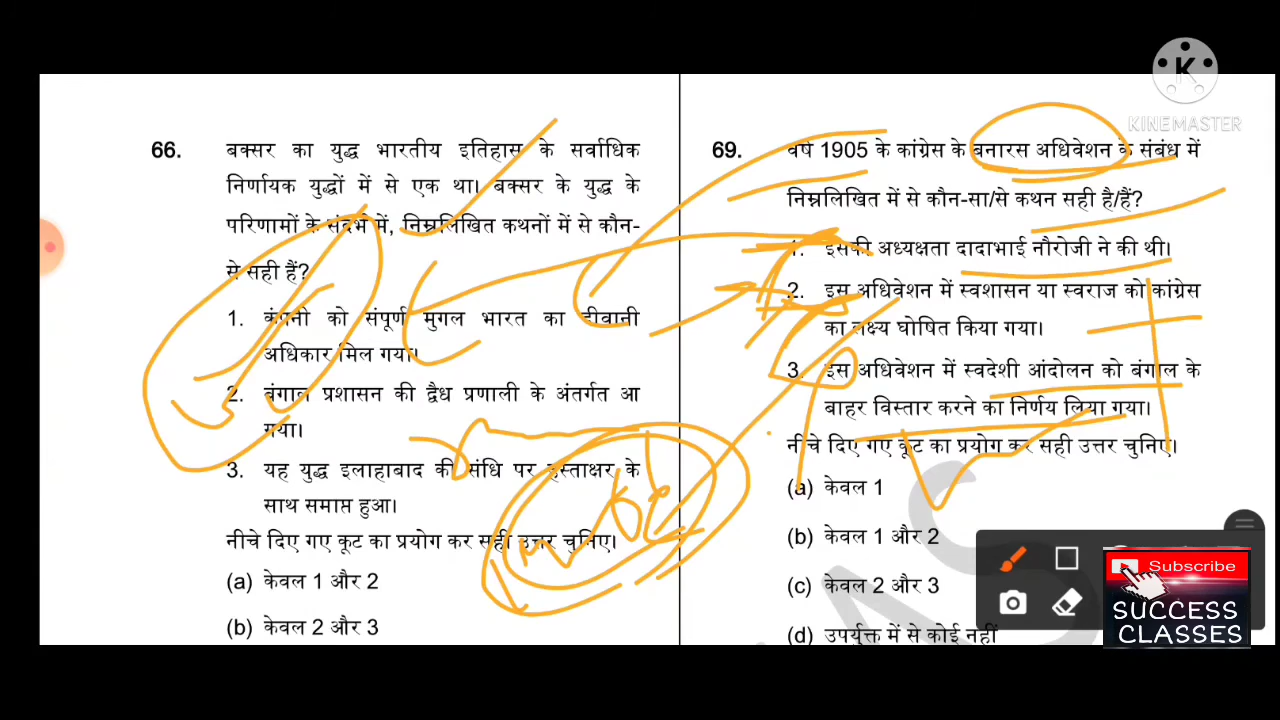 KINEMASTER
66. बक्सर का युद्ध भारतीय इतिहास के सर्वाधिक
निर्णायक युद्धों में से एक था। बक्सर के युद्ध के
परिणामों के संदर्भ में, निम्नलिखित कथनों में से कौन-
से सही हैं?
1. कंपनी को संपूर्ण मुगल भारत का दीवानी
अधिकार मिल गया।
2. बंगाल प्रशासन की द्वैध प्रणाली के अंतर्गत आ
गया।
3. यह युद्ध इलाहाबाद की संधि पर हस्ताक्षर के
साथ समाप्त हुआ।
नीचे दिए गए कूट का प्रयोग कर सही उत्तर चुनिए।
(a) केवल 1 और 2
(b) केवल 2 और 3
69. वर्ष 1905 के कांग्रेस के बनारस अधिवेशन के संबंध में
निम्नलिखित में से कौन-सा/से कथन सही है/हैं?
1. इसकी अध्यक्षता दादाभाई नौरोजी ने की थी।
2. इस अधिवेशन में स्वशासन या स्वराज को कांग्रेस
का लक्ष्य घोषित किया गया।
3. इस अधिवेशन में स्वदेशी आंदोलन को बंगाल के
बाहर विस्तार करने का निर्णय लिया गया।
नीचे दिए गए कूट का प्रयोग कर सही उत्तर चुनिए।
(a) केवल 1
(b) केवल 1 और 2
(c) केवल 2 और 3
(d) उपर्युक्त में से कोई नहीं
Subscribe
SUCCESS
CLASSES